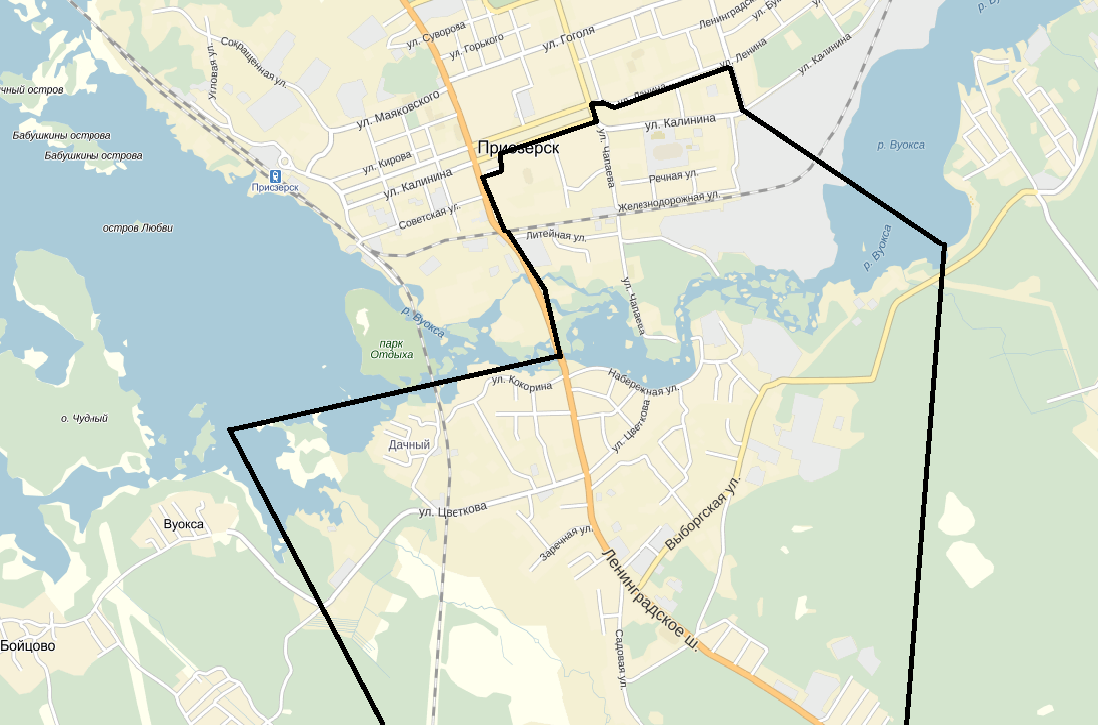 ул. Суворова
ул. Горького
ул. Гоголя
Ленинградск
ул. Ленина
ул. Калинина
Сокращенная ул.
Угловая ул.
чный остров
Бабушкины острова
Бабушкины острова
ул. Маяковского
ул. Кирова
ул. Калинина
Советская ул.
Приозерск
Приозерск
ул. Ленина
ул. Калинина
ул. Чапаева
Речная ул.
Железнодорожная ул.
Литейная ул.
р. Вуокса
р. Вуокса
остров Любви
р. Вуокса
парк
Отдыха
ул. Чапаева
ул. Кокорина
Набережная ул.
о. Чудный
Дачный
ул. Цветкова
ул. Цветкова
Вуокса
Заречная ул.
Выборгская ул.
Ленинградское ш.
Садовая ул.
Бойцово